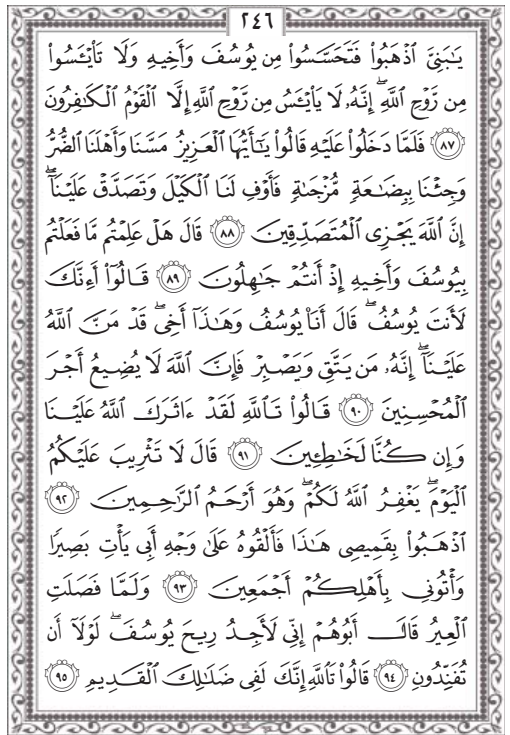 ٢٤٦
يَـٰبَنِىَّ ٱذْهَبُوا۟ فَتَحَسَّسُوا۟ مِن يُوسُفَ وَأَخِيهِ وَلَا تَا۟يْـَٔسُوا۟
مِن رَّوْحِ ٱللَّهِ ۖ إِنَّهُۥ لَا يَا۟يْـَٔسُ مِن رَّوْحِ ٱللَّهِ إِلَّا ٱلْقَوْمُ ٱلْكَـٰفِرُونَ
٨٧ فَلَمَّا دَخَلُوا۟ عَلَيْهِ قَالُوا۟ يَـٰٓأَيُّهَا ٱلْعَزِيزُ مَسَّنَا وَأَهْلَنَا ٱلضُّرُّ
وَجِئْنَا بِبِضَـٰعَةٍ مُّزْجَىٰةٍ فَأَوْفِ لَنَا ٱلْكَيْلَ وَتَصَدَّقْ عَلَيْنَآ ۖ
إِنَّ ٱللَّهَ يَجْزِى ٱلْمُتَصَدِّقِينَ ٨٨ قَالَ هَلْ عَلِمْتُم مَّا فَعَلْتُم
بِيُوسُفَ وَأَخِيهِ إِذْ أَنتُمْ جَـٰهِلُونَ ٨٩ قَالُوٓا۟ أَءِنَّكَ
لَأَنتَ يُوسُفُ ۖ قَالَ أَنَا۠ يُوسُفُ وَهَـٰذَآ أَخِى ۖ قَدْ مَنَّ ٱللَّهُ
عَلَيْنَآ ۖ إِنَّهُۥ مَن يَتَّقِ وَيَصْبِرْ فَإِنَّ ٱللَّهَ لَا يُضِيعُ أَجْرَ
ٱلْمُحْسِنِينَ ٩٠ قَالُوا۟ تَٱللَّهِ لَقَدْ ءَاثَرَكَ ٱللَّهُ عَلَيْنَا
وَإِن كُنَّا لَخَـٰطِـِٔينَ ٩١ قَالَ لَا تَثْرِيبَ عَلَيْكُمُ
ٱلْيَوْمَ ۖ يَغْفِرُ ٱللَّهُ لَكُمْ ۖ وَهُوَ أَرْحَمُ ٱلرَّٰحِمِينَ ٩٢
ٱذْهَبُوا۟ بِقَمِيصِى هَـٰذَا فَأَلْقُوهُ عَلَىٰ وَجْهِ أَبِى يَأْتِ بَصِيرًا
وَأْتُونِى بِأَهْلِكُمْ أَجْمَعِينَ ٩٣ وَلَمَّا فَصَلَتِ
ٱلْعِيرُ قَالَ أَبُوهُمْ إِنِّى لَأَجِدُ رِيحَ يُوسُفَ ۖ لَوْلَآ أَن
تُفَنِّدُونِ ٩٤ قَالُوا۟ تَٱللَّهِ إِنَّكَ لَفِى ضَلَـٰلِكَ ٱلْقَدِيمِ ٩٥